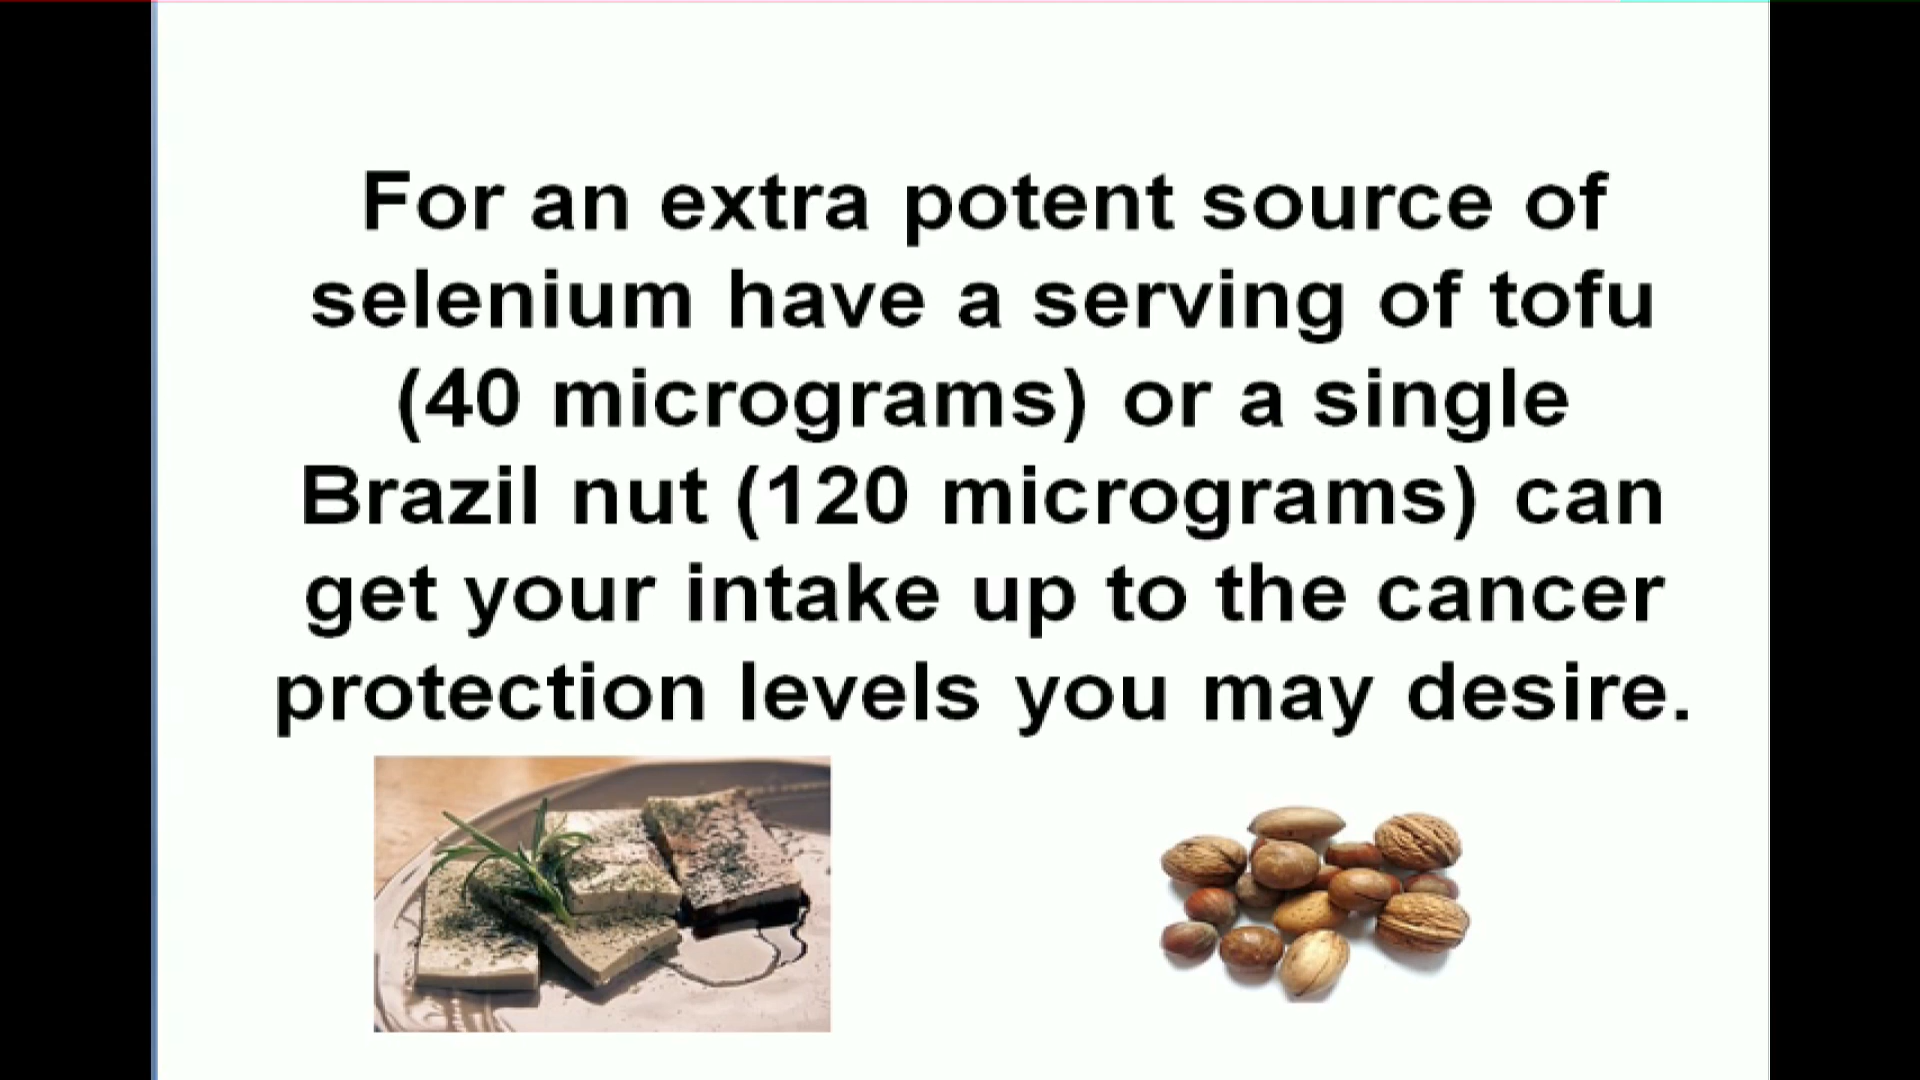 For an extra potent source of
selenium have a serving of tofu
(40 micrograms) or a single
Brazil nut (120 micrograms) can
get your intake up to the cancer
protection levels you may desire.